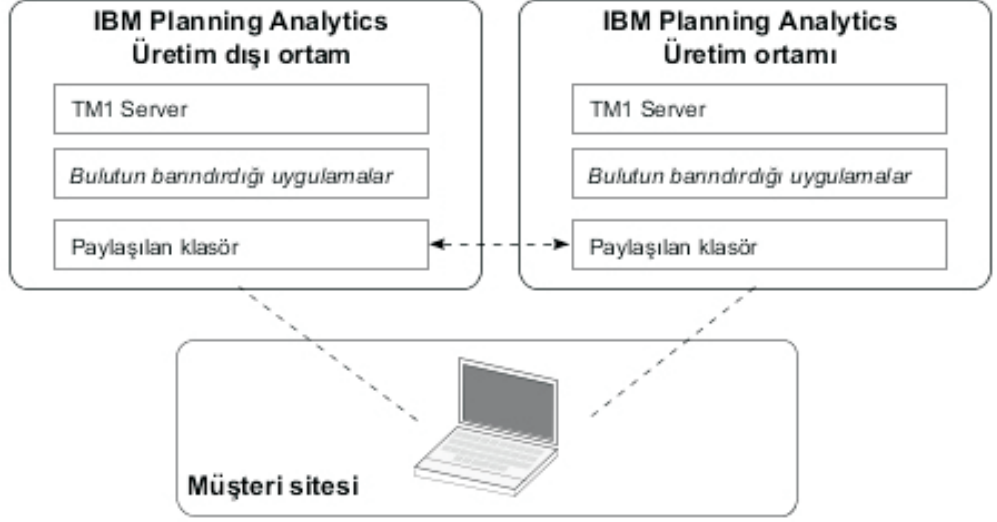 IBM Planning Analytics
Üretim dışı ortam
TM1 Server
Bulutun barındırdığı uygulamalar
Paylaşılan klasör
IBM Planning Analytics
Üretim ortamı
TM1 Server
Bulutun barındırdığı uygulamalar
Paylaşılan klasör
Müşteri sitesi